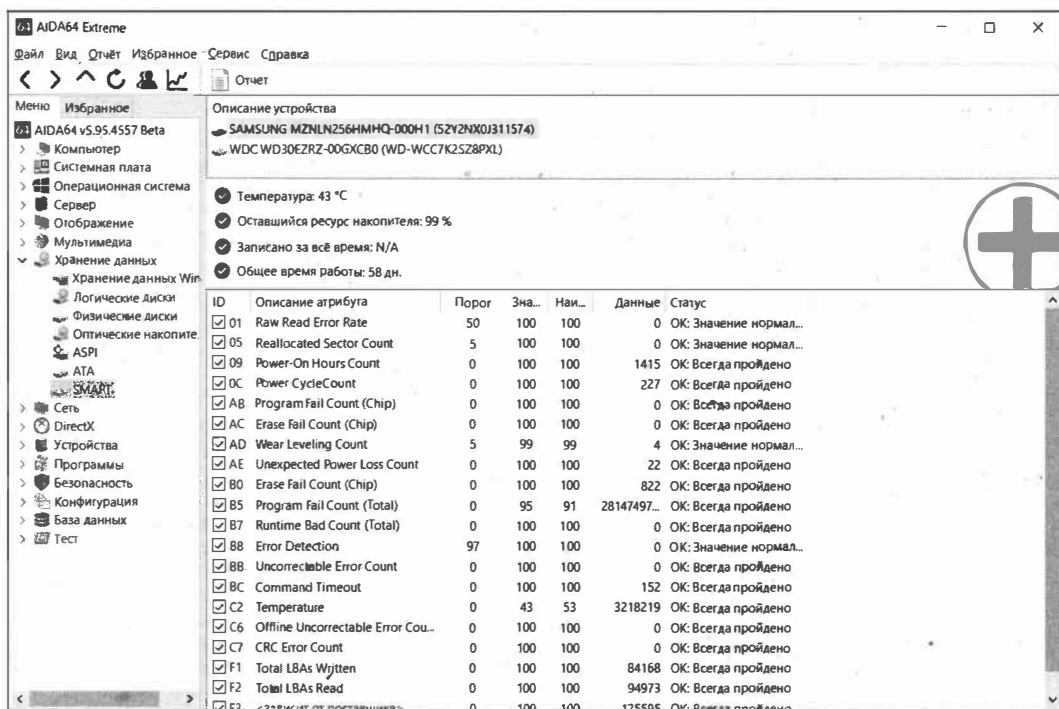 AIDA64 Extreme
Файл Вид Отчёт Избранное Сервис Справка
Отчет
Меню Избранное
AIDA64 v5.95.4557 Beta
Компьютер
Системная плата
Операционная система
Сервер
Отображение
Мультимедиа
Хранение данных
Хранение данных Win
Логические диски
Физические диски
Оптические накопите
ASPI
ATA
SMART
Сеть
DirectX
Устройства
Программы
Безопасность
Конфигурация
База данных
Тест
Описание устройства
SAMSUNG MZNLN256HMHQ-000H1 (S2Y2NX0J311574)
WDC WD30EZRZ-00GXCB0 (WD-WCC7K2SZ8PXL)
Температура: 43 °C
Оставшийся ресурс накопителя: 99 %
Записано за всё время: N/A
Общее время работы: 58 дн.
ID Описание атрибута Порог Зна... Наи... Данные Статус
01 Raw Read Error Rate 50 100 100 0 OK: Значение нормал...
05 Reallocated Sector Count 5 100 100 0 OK: Значение нормал...
09 Power-On Hours Count 0 100 100 1415 OK: Всегда пройдено
0C Power Cycle Count 0 100 100 227 OK: Всегда пройдено
AB Program Fail Count (Chip) 0 100 100 0 OK: Всегда пройдено
AC Erase Fail Count (Chip) 0 100 100 0 OK: Всегда пройдено
AD Wear Leveling Count 5 99 99 4 OK: Значение нормал...
AE Unexpected Power Loss Count 0 100 100 22 OK: Всегда пройдено
B0 Erase Fail Count (Chip) 0 100 100 822 OK: Всегда пройдено
B5 Program Fail Count (Total) 0 95 91 28147497... OK: Всегда пройдено
B7 Runtime Bad Count (Total) 0 100 100 0 OK: Всегда пройдено
B8 Error Detection 97 100 100 0 OK: Значение нормал...
BB Uncorrectable Error Count 0 100 100 0 OK: Всегда пройдено
BC Command Timeout 0 100 100 152 OK: Всегда пройдено
C2 Temperature 0 43 53 3218219 OK: Всегда пройдено
C6 Offline Uncorrectable Error Cou... 0 100 100 0 OK: Всегда пройдено
C7 CRC Error Count 0 100 100 0 OK: Всегда пройдено
F1 Total LBAs Written 0 100 100 84168 OK: Всегда пройдено
F2 Total LBAs Read 0 100 100 94973 OK: Всегда пройдено
F3 <зависит от поставщика> 0 100 100 125595 OK: Всегда пройдено